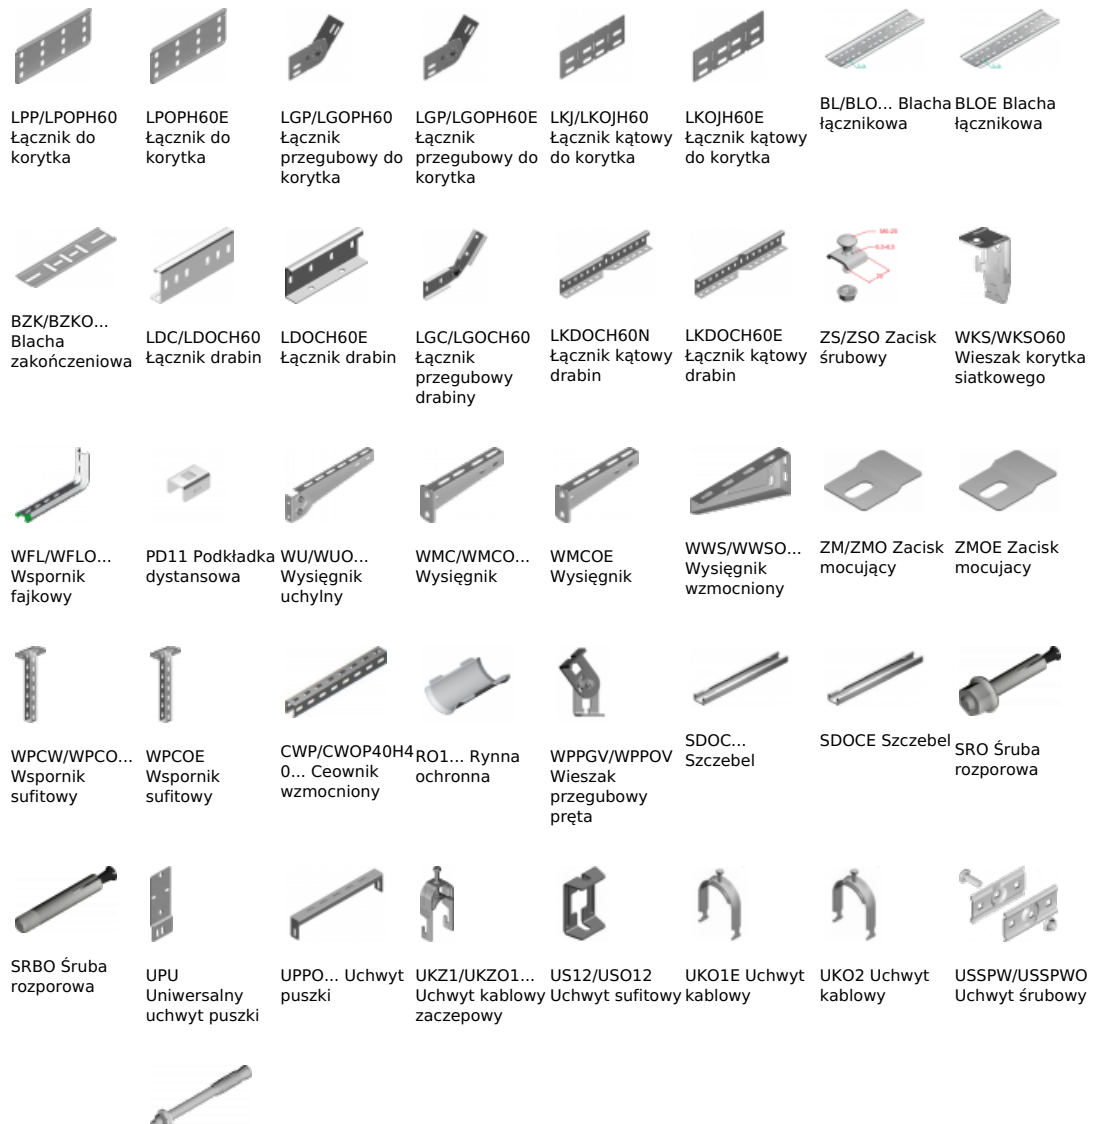 LPP/LPOPH60
Łącznik do
korytka
LPOPH60E
Łącznik do
korytka
LGP/LGOPH60
Łącznik
przegubowy do
korytka
LGP/LGOPH60E
Łącznik
przegubowy do
korytka
LKJ/LKOJH60
Łącznik kątowy
do korytka
LKOJH60E
Łącznik kątowy
do korytka
BL/BLO... Blacha
łącznikowa
BLOE Blacha
łącznikowa
BZK/BZKO...
Blacha
zakończeniowa
LDC/LDOCH60
Łącznik drabin
LDOCH60E
Łącznik drabin
LGC/LGOCH60
Łącznik
przegubowy
drabiny
LKDOCH60N
Łącznik kątowy
drabin
LKDOCH60E
Łącznik kątowy
drabin
ZS/ZSO Zacisk
śrubowy
WKS/WKSO60
Wieszak korytka
siatkowego
WFL/WFLO...
Wspornik
fajkowy
PD11 Podkładka
dystansowa
WU/WUO...
Wysięgnik
uchylny
WMC/WMCO...
Wysięgnik
WMCOE
Wysięgnik
WWS/WWSO...
Wysięgnik
wzmocniony
ZM/ZMO Zacisk
mocujący
ZMOE Zacisk
mocujacy
WPCW/WPCO...
Wspornik
sufitowy
WPCOE
Wspornik
sufitowy
CWP/CWOP40H4
0... Ceownik
wzmocniony
RO1... Rynna
ochronna
WPPGV/WPPOV
Wieszak
przegubowy
pręta
SDOC...
Szczebel
SDOCE Szczebel
SRO Śruba
rozporowa
SRBO Śruba
rozporowa
UPU
Uniwersalny
uchwyt puszki
UPPO... Uchwyt
puszki
UKZ1/UKZO1...
Uchwyt kablowy
zaczepowy
US12/USO12
Uchwyt sufitowy
UKO1E Uchwyt
kablowy
UKO2 Uchwyt
kablowy
USSPW/USSPWO
Uchwyt śrubowy